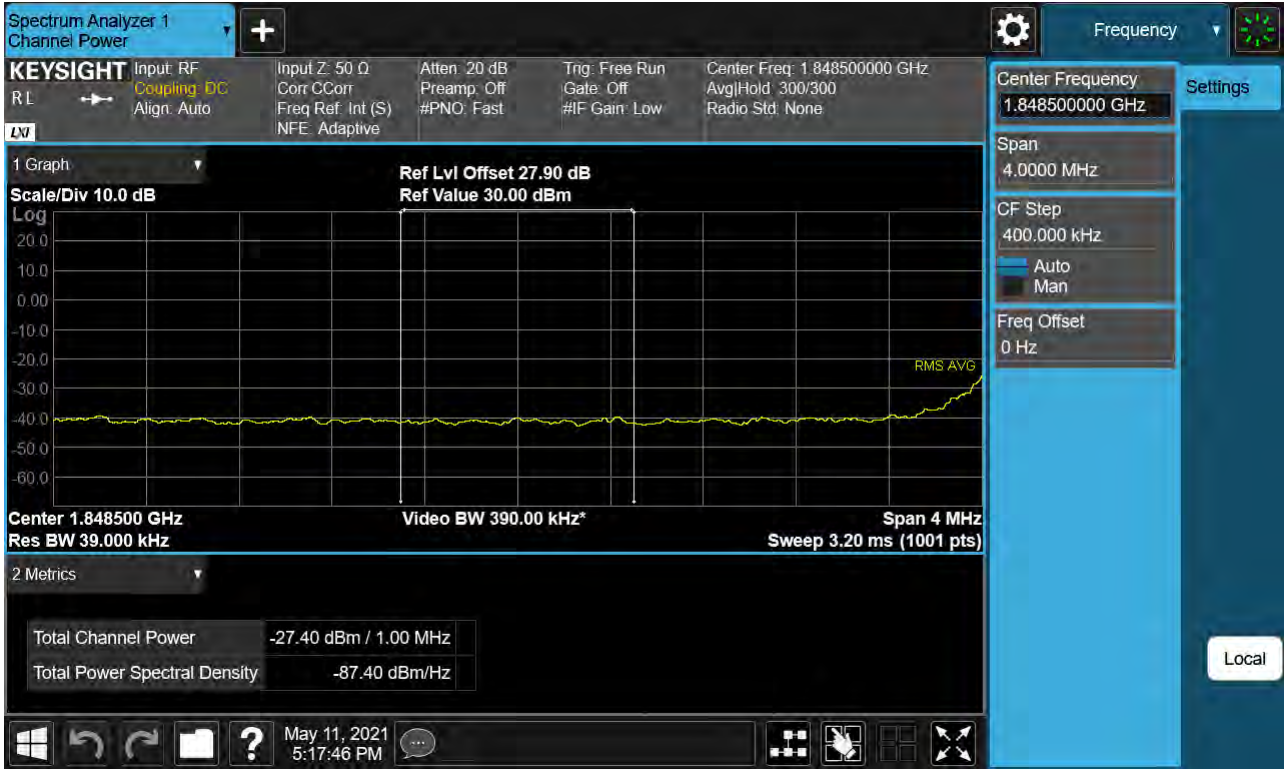 Spectrum Analyzer 1
Channel Power
▼
+
Frequency
▼
KEYSIGHT
RL
LXI
Input: RF
Coupling: DC
Align: Auto
Input Z: 50 Ω
Corr CCorr
Freq Ref: Int (S)
NFE: Adaptive
Atten: 20 dB
Preamp: Off
#PNO: Fast
Trig: Free Run
Gate: Off
#IF Gain: Low
Center Freq: 1.848500000 GHz
Avg|Hold: 300/300
Radio Std: None
Center Frequency
1.848500000 GHz
Settings
Span
4.0000 MHz
CF Step
400.000 kHz
Auto
Man
Freq Offset
0 Hz
1 Graph
▼
Scale/Div 10.0 dB
Ref Lvl Offset 27.90 dB
Ref Value 30.00 dBm
Log
20.0
10.0
0.00
-10.0
-20.0
-30.0
-40.0
-50.0
-60.0
RMS AVG
Center 1.848500 GHz
Res BW 39.000 kHz
Video BW 390.00 kHz*
Span 4 MHz
Sweep 3.20 ms (1001 pts)
2 Metrics
▼
Total Channel Power -27.40 dBm / 1.00 MHz
Total Power Spectral Density -87.40 dBm/Hz
Local
?
May 11, 2021
5:17:46 PM